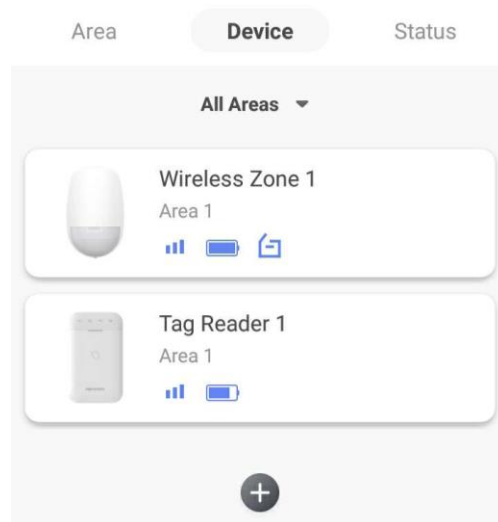 Area Device Status
All Areas
Wireless Zone 1
Area 1
Tag Reader 1
Area 1